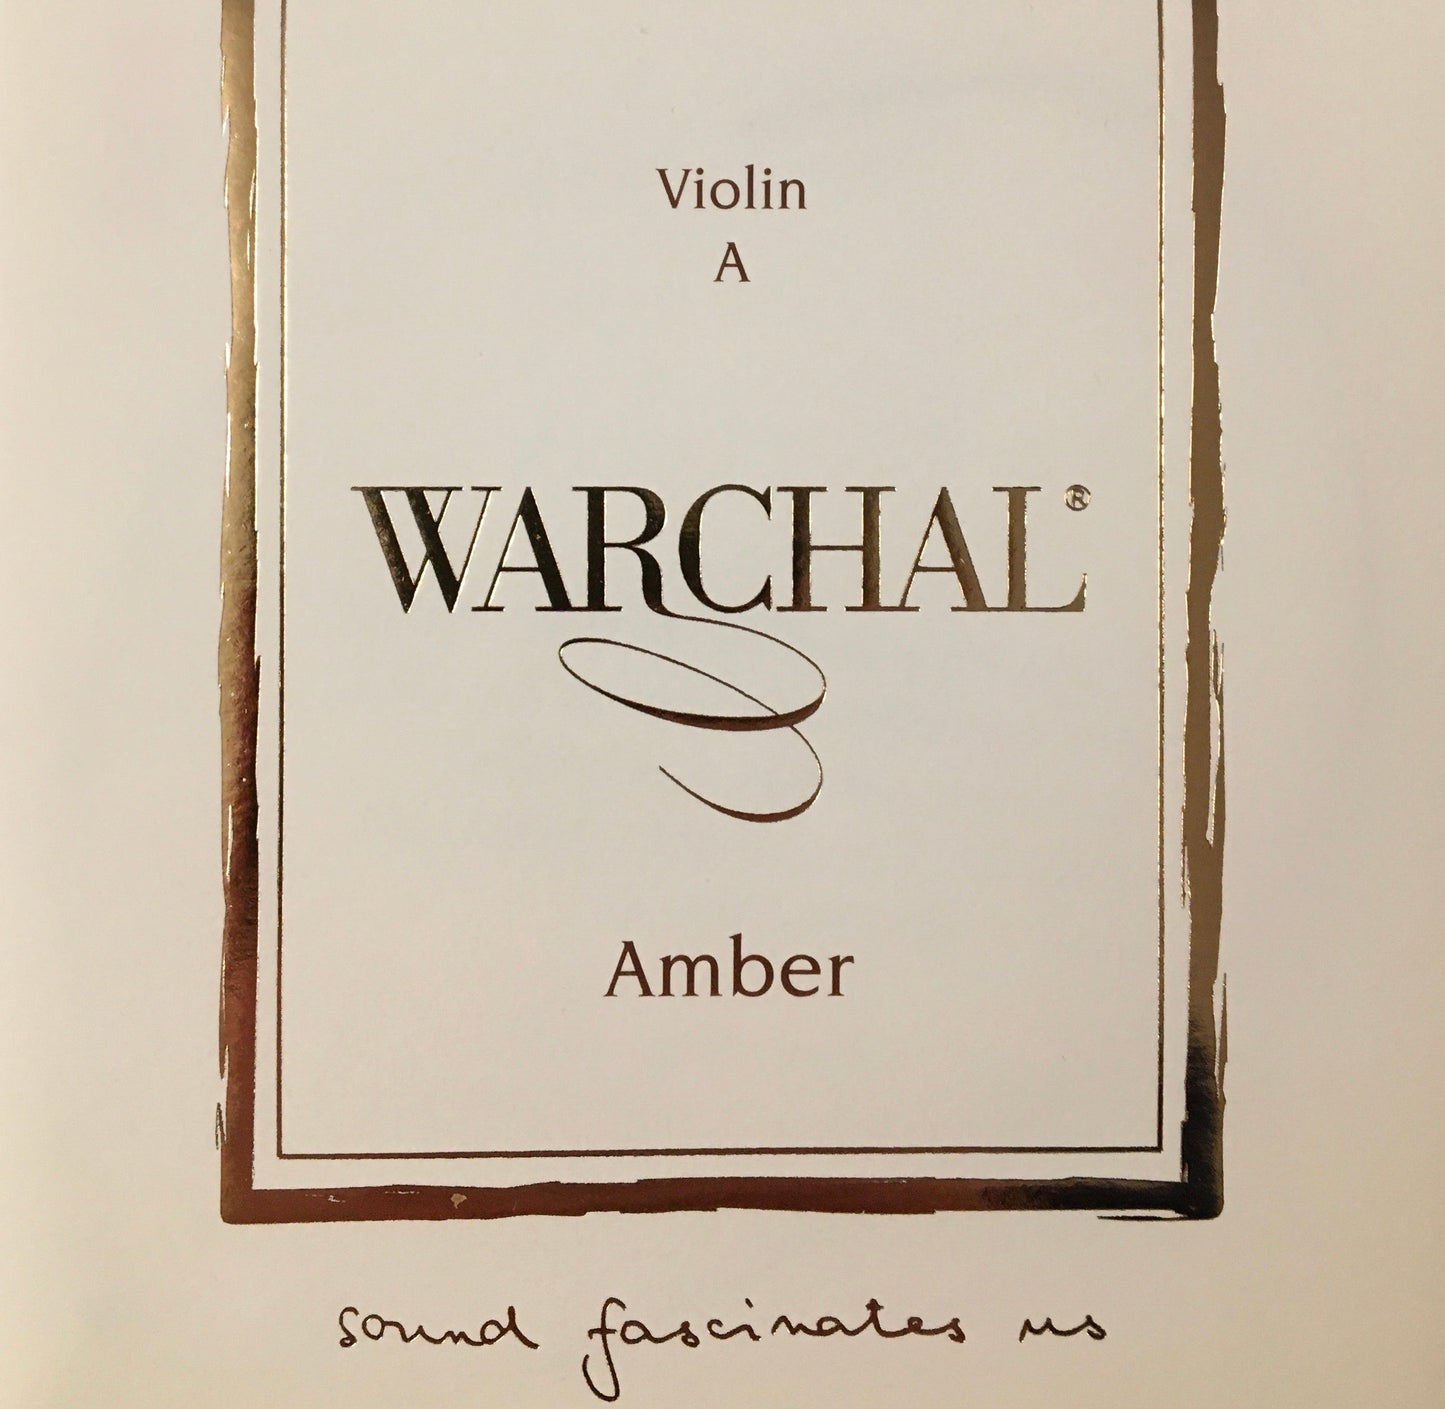 Violin
A
WARCHAL®
Amber
sound fascinates us